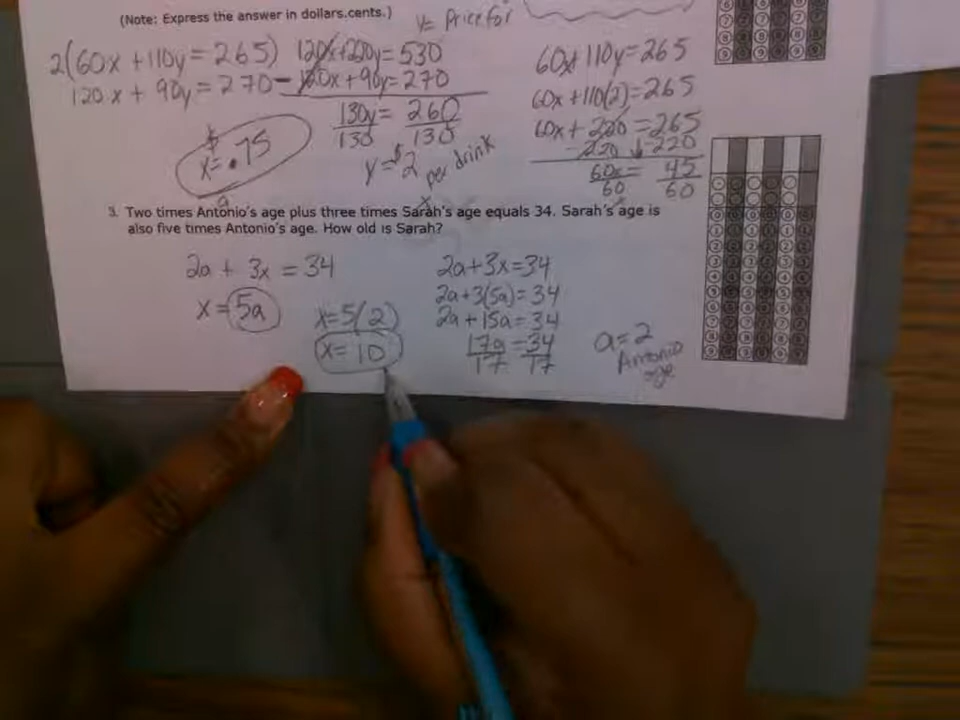 (Note: Express the answer in dollars.cents.)
y= Price for
2(60x+110y=265)
120x + 90y=270
120x+220y=530
- 120x+90y=270
130y= 260
130 130
y=$2
per drink
$
x= .75
60x+110y=265
60x+110(2)=265
60x+220=265
-220 -220
60x= 45
60 60
a x
3. Two times Antonio's age plus three times Sarah's age equals 34. Sarah's age is
also five times Antonio's age. How old is Sarah?
2a + 3x = 34
x=5a
x=5(2)
x=10
2a+3x=34
2a+3(5a)=34
2a+15a=34
17a=34
17 17
a=2
Antonio
age